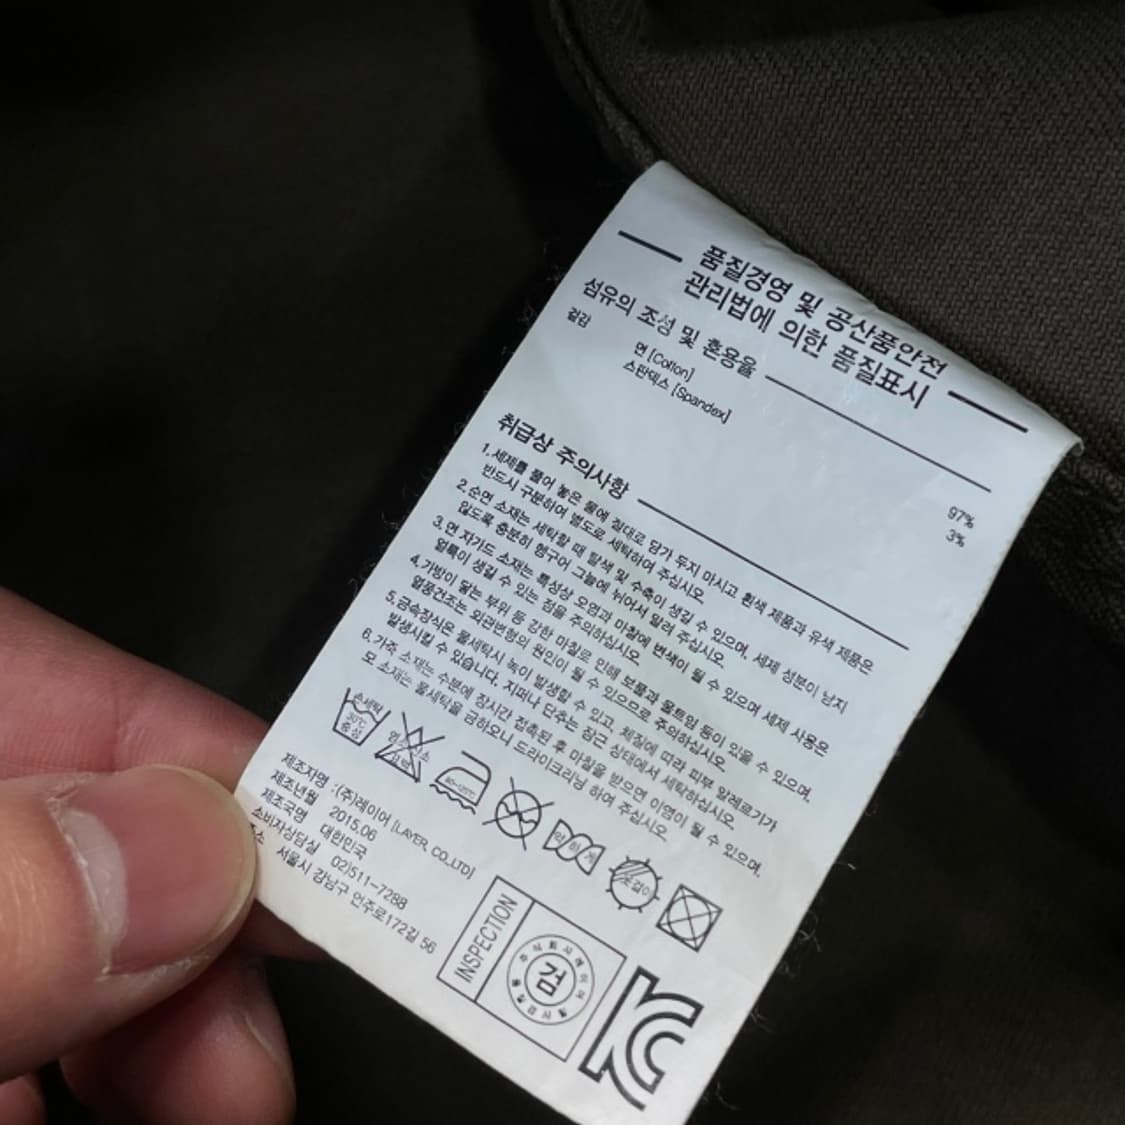 품질경영 및 공산품안전
관리법에 의한 품질표시
섬유의 조성 및 혼용율
겉감
면 [Cotton] 97%
스판덱스 [Spandex] 3%
취급상 주의사항
1. 세제를 풀어 놓은 물에 절대로 담가 두지 마시고 흰색 제품과 유색 제품은
반드시 구분하여 별도로 세탁하여 주십시오.
2. 순면 소재는 세탁할 때 탈색 및 수축이 생길 수 있으며, 세제 성분이 남지
않도록 충분히 헹구어 그늘에 뉘어서 말려 주십시오.
3. 면 자가드 소재는 특성상 오염과 마찰에 변색이 될 수 있으며 세제 사용은
얼룩이 생길 수 있는 점을 주의하십시오.
4. 가방이 닿는 부위 등 강한 마찰로 인해 보풀과 올트임 등이 있을 수 있으며,
열풍건조는 외관변형의 원인이 될 수 있으므로 주의하십시오.
5. 금속장식은 물세탁시 녹이 발생할 수 있고, 체질에 따라 피부 알레르기가
발생시킬 수 있습니다. 지퍼나 단추는 잠근 상태에서 세탁하십시오.
6. 가죽 소재는 수분에 장시간 접촉된 후 마찰을 받으면 이염이 될 수 있으며,
모 소재는 물세탁을 금하오니 드라이크리닝 하여 주십시오.
손세탁
30℃
중성
약하게
제조자명 : (주)레이어 [LAYER CO.,LTD]
제조년월 2015.06
제조국명 대한민국
소비자상담실 02)511-7288
주소 서울시 강남구 언주로172길 56
INSPECTION
검
KC